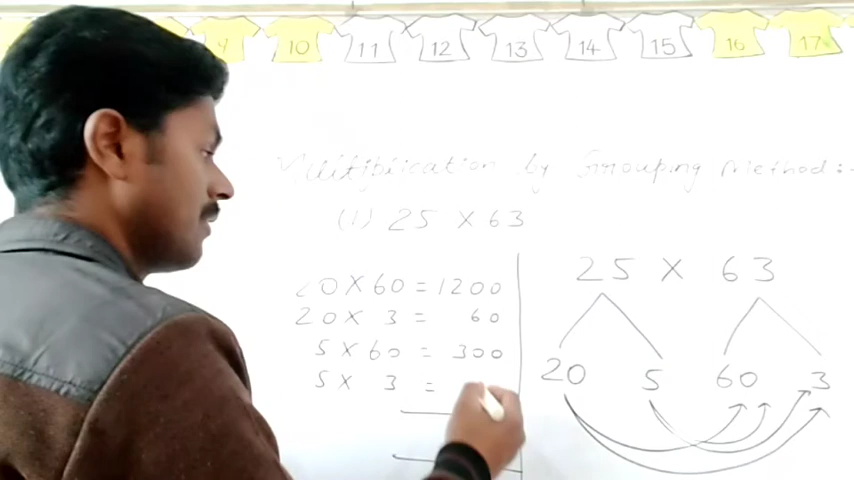 9 10 11 12 13 14 15 16 17
Multiplication by Grouping Method:-
(1) 25 X 63
20 X 60 = 1200
20 X 3 = 60
5 X 60 = 300
5 X 3 =
25 X 63
20 5 60 3